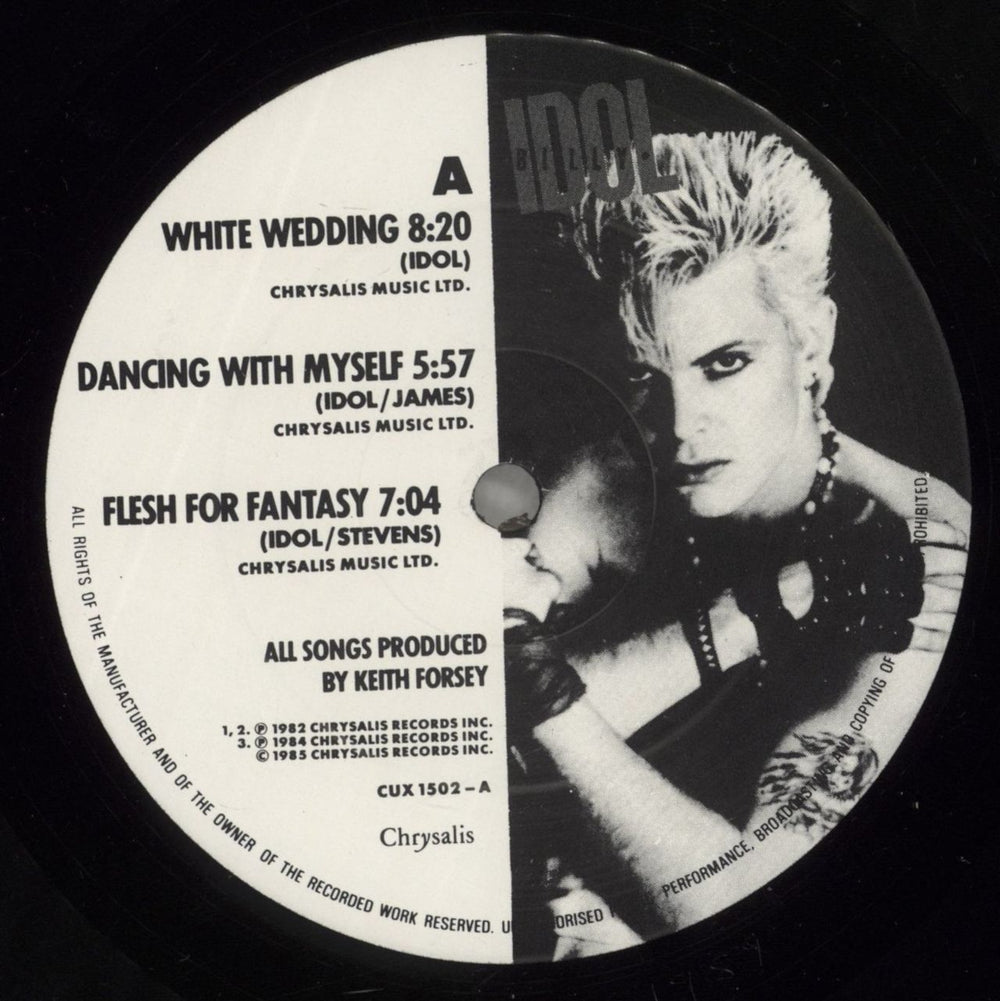 IDOL
BILLY
A
WHITE WEDDING 8:20
(IDOL)
CHRYSALIS MUSIC LTD.
DANCING WITH MYSELF 5:57
(IDOL/JAMES)
CHRYSALIS MUSIC LTD.
FLESH FOR FANTASY 7:04
(IDOL/STEVENS)
CHRYSALIS MUSIC LTD.
ALL SONGS PRODUCED
BY KEITH FORSEY
1, 2. ℗ 1982 CHRYSALIS RECORDS INC.
3. ℗ 1984 CHRYSALIS RECORDS INC.
© 1985 CHRYSALIS RECORDS INC.
CUX 1502-A
Chrysalis
ALL RIGHTS OF THE MANUFACTURER AND OF THE OWNER OF THE RECORDED WORK RESERVED. PERFORMANCE, BROADCASTING AND COPYING OF